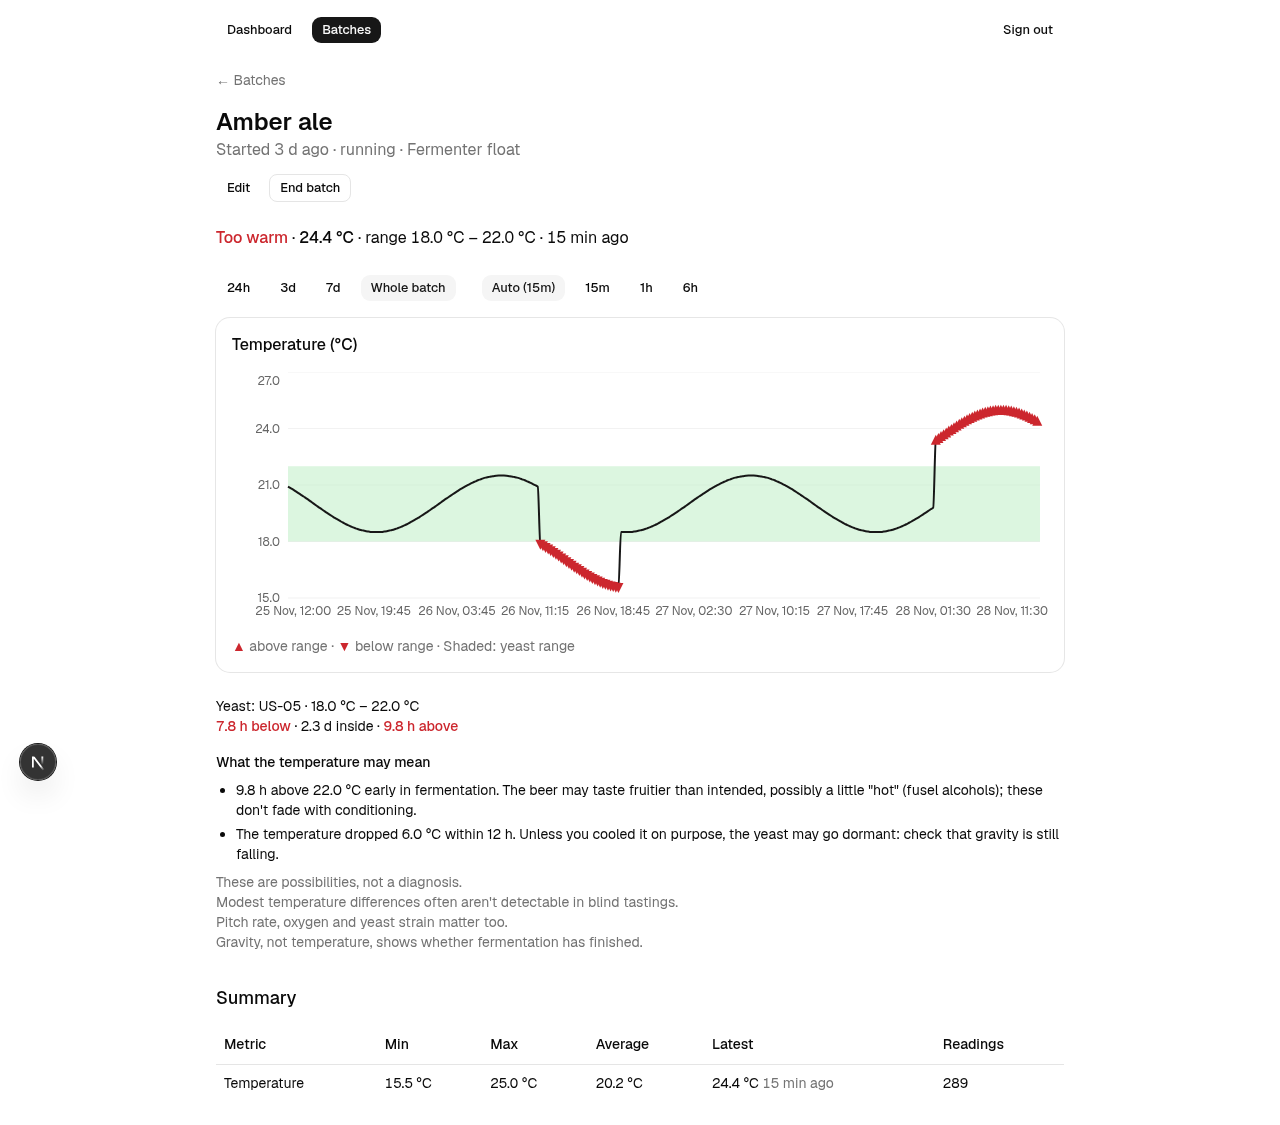 Dashboard Batches Sign out
← Batches
Amber ale
Started 3 d ago · running · Fermenter float
Edit End batch
Too warm · 24.4 °C · range 18.0 °C – 22.0 °C · 15 min ago
24h 3d 7d Whole batch Auto (15m) 15m 1h 6h
Temperature (°C)
27.0
24.0
21.0
18.0
15.0
25 Nov, 12:00 25 Nov, 19:45 26 Nov, 03:45 26 Nov, 11:15 26 Nov, 18:45 27 Nov, 02:30 27 Nov, 10:15 27 Nov, 17:45 28 Nov, 01:30 28 Nov, 11:30
▲ above range · ▼ below range · Shaded: yeast range
Yeast: US-05 · 18.0 °C – 22.0 °C
7.8 h below · 2.3 d inside · 9.8 h above
N
What the temperature may mean
• 9.8 h above 22.0 °C early in fermentation. The beer may taste fruitier than intended, possibly a little "hot" (fusel alcohols); these
don't fade with conditioning.
• The temperature dropped 6.0 °C within 12 h. Unless you cooled it on purpose, the yeast may go dormant: check that gravity is still
falling.
These are possibilities, not a diagnosis.
Modest temperature differences often aren't detectable in blind tastings.
Pitch rate, oxygen and yeast strain matter too.
Gravity, not temperature, shows whether fermentation has finished.
Summary
Metric Min Max Average Latest Readings
Temperature 15.5 °C 25.0 °C 20.2 °C 24.4 °C 15 min ago 289